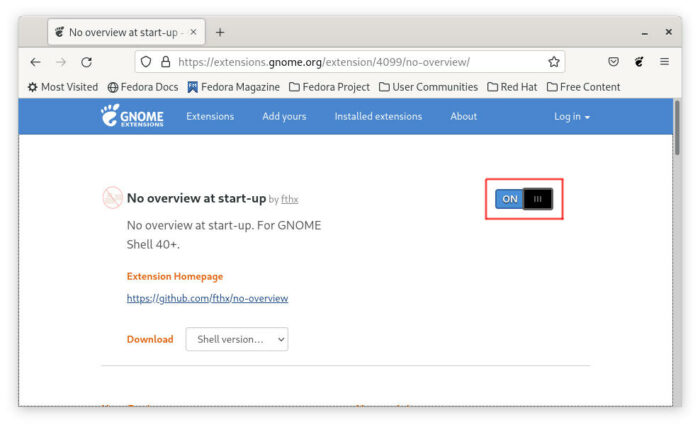 No overview at start-up -
https://extensions.gnome.org/extension/4099/no-overview/
Most Visited Fedora Docs Fedora Magazine Fedora Project User Communities Red Hat Free Content
GNOME
EXTENSIONS
Extensions Add yours Installed extensions About Log in
No overview at start-up by fthx
ON
No overview at start-up. For GNOME
Shell 40+.
Extension Homepage
https://github.com/fthx/no-overview
Download Shell version...